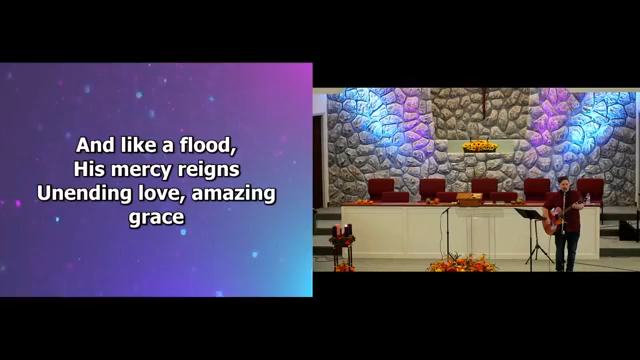 And like a flood,
His mercy reigns
Unending love, amazing
grace